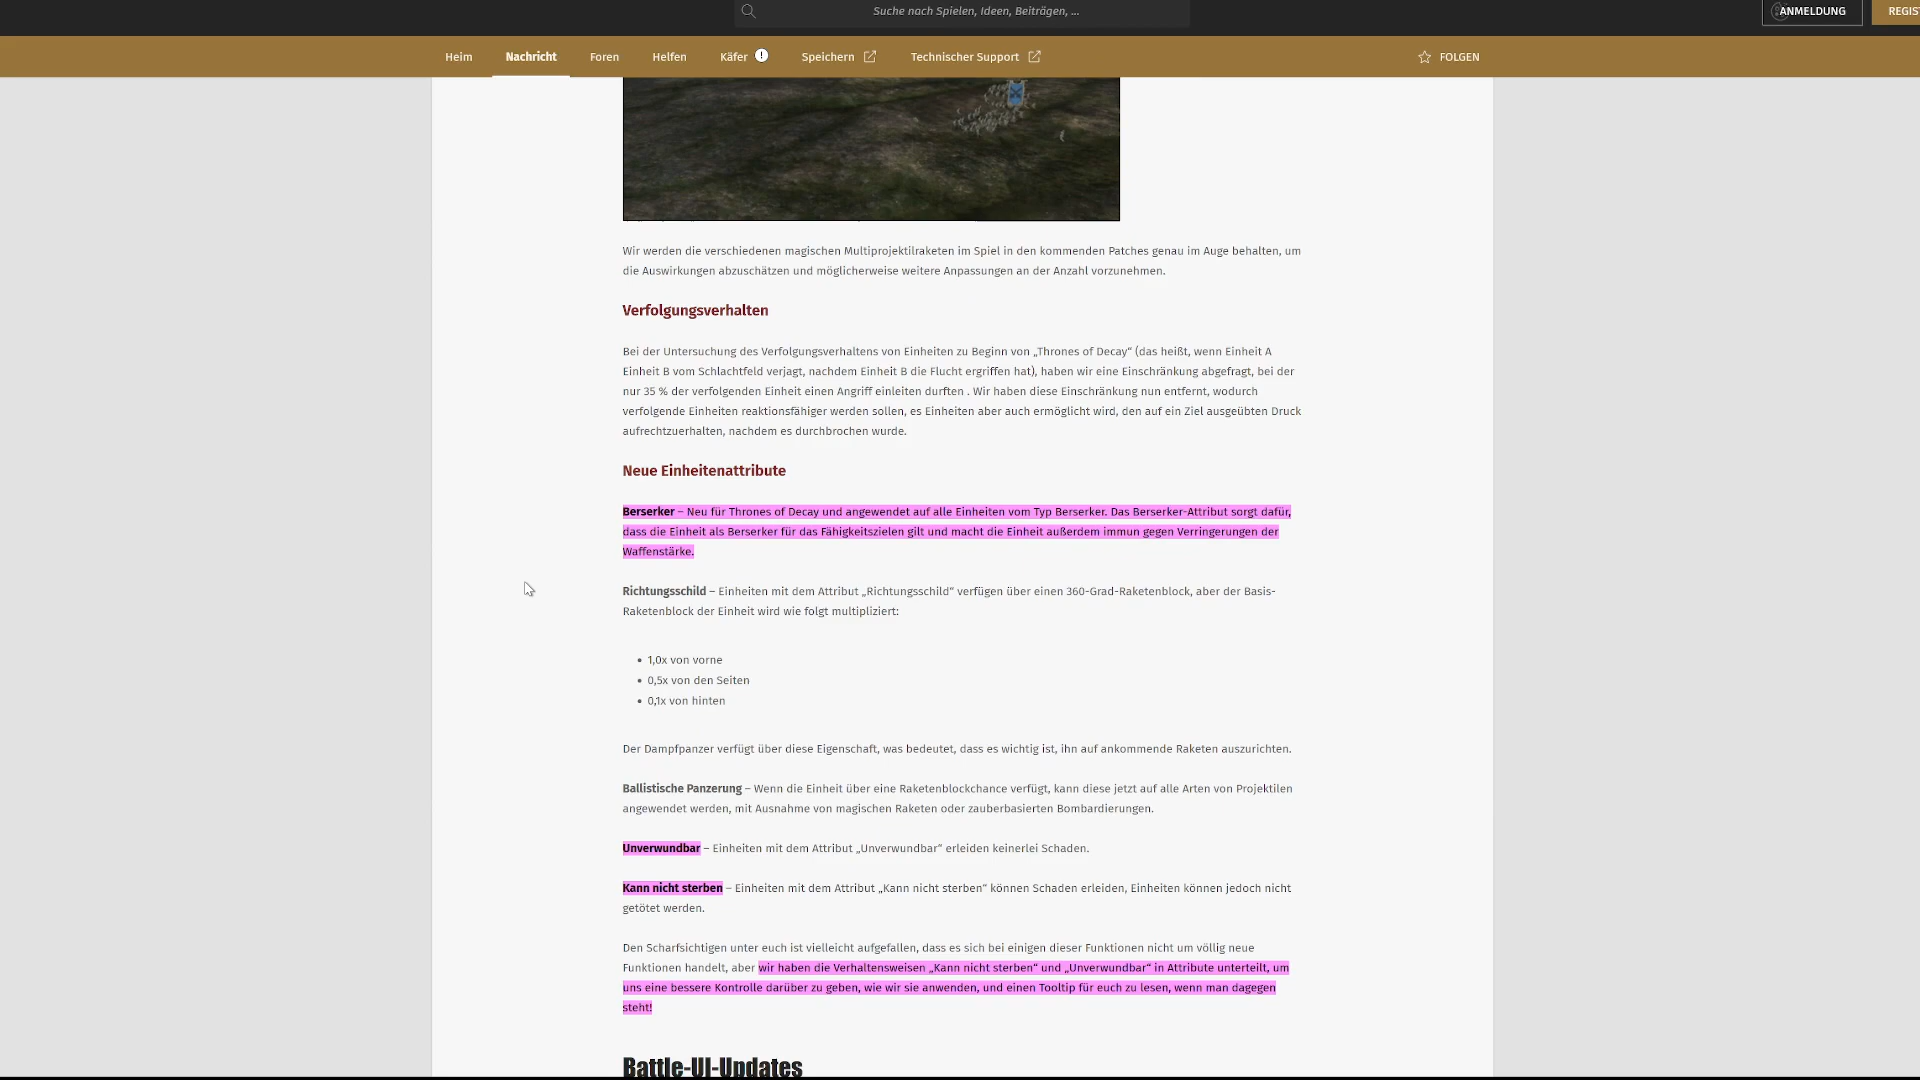 Suche nach Spielen, Ideen, Beiträgen, ...
ANMELDUNG
REGIS
Heim Nachricht Foren Helfen Käfer ! Speichern Technischer Support FOLGEN
Wir werden die verschiedenen magischen Multiprojektilraketen im Spiel in den kommenden Patches genau im Auge behalten, um
die Auswirkungen abzuschätzen und möglicherweise weitere Anpassungen an der Anzahl vorzunehmen.
Verfolgungsverhalten
Bei der Untersuchung des Verfolgungsverhaltens von Einheiten zu Beginn von „Thrones of Decay“ (das heißt, wenn Einheit A
Einheit B vom Schlachtfeld verjagt, nachdem Einheit B die Flucht ergriffen hat), haben wir eine Einschränkung abgefragt, bei der
nur 35 % der verfolgenden Einheit einen Angriff einleiten durften . Wir haben diese Einschränkung nun entfernt, wodurch
verfolgende Einheiten reaktionsfähiger werden sollen, es Einheiten aber auch ermöglicht wird, den auf ein Ziel ausgeübten Druck
aufrechtzuerhalten, nachdem es durchbrochen wurde.
Neue Einheitenattribute
Berserker – Neu für Thrones of Decay und angewendet auf alle Einheiten vom Typ Berserker. Das Berserker-Attribut sorgt dafür,
dass die Einheit als Berserker für das Fähigkeitszielen gilt und macht die Einheit außerdem immun gegen Verringerungen der
Waffenstärke.
Richtungsschild – Einheiten mit dem Attribut „Richtungsschild“ verfügen über einen 360-Grad-Raketenblock, aber der Basis-
Raketenblock der Einheit wird wie folgt multipliziert:
• 1,0x von vorne
• 0,5x von den Seiten
• 0,1x von hinten
Der Dampfpanzer verfügt über diese Eigenschaft, was bedeutet, dass es wichtig ist, ihn auf ankommende Raketen auszurichten.
Ballistische Panzerung – Wenn die Einheit über eine Raketenblockchance verfügt, kann diese jetzt auf alle Arten von Projektilen
angewendet werden, mit Ausnahme von magischen Raketen oder zauberbasierten Bombardierungen.
Unverwundbar – Einheiten mit dem Attribut „Unverwundbar“ erleiden keinerlei Schaden.
Kann nicht sterben – Einheiten mit dem Attribut „Kann nicht sterben“ können Schaden erleiden, Einheiten können jedoch nicht
getötet werden.
Den Scharfsichtigen unter euch ist vielleicht aufgefallen, dass es sich bei einigen dieser Funktionen nicht um völlig neue
Funktionen handelt, aber wir haben die Verhaltensweisen „Kann nicht sterben“ und „Unverwundbar“ in Attribute unterteilt, um
uns eine bessere Kontrolle darüber zu geben, wie wir sie anwenden, und einen Tooltip für euch zu lesen, wenn man dagegen
steht!
Battle-UI-Updates